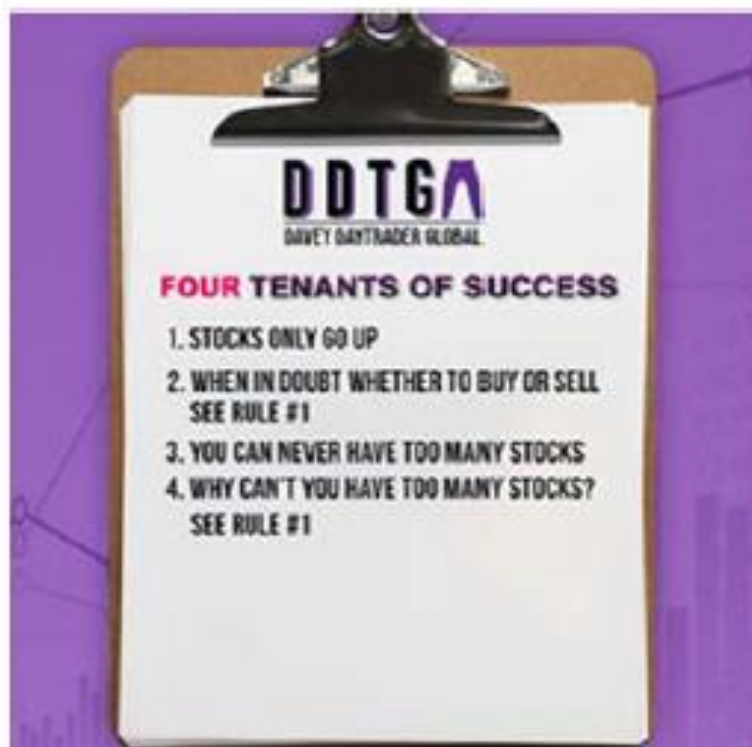 DDTG
DAVEY DAYTRADER GLOBAL
FOUR TENANTS OF SUCCESS
1. STOCKS ONLY GO UP
2. WHEN IN DOUBT WHETHER TO BUY OR SELL
SEE RULE #1
3. YOU CAN NEVER HAVE TOO MANY STOCKS
4. WHY CAN'T YOU HAVE TOO MANY STOCKS?
SEE RULE #1